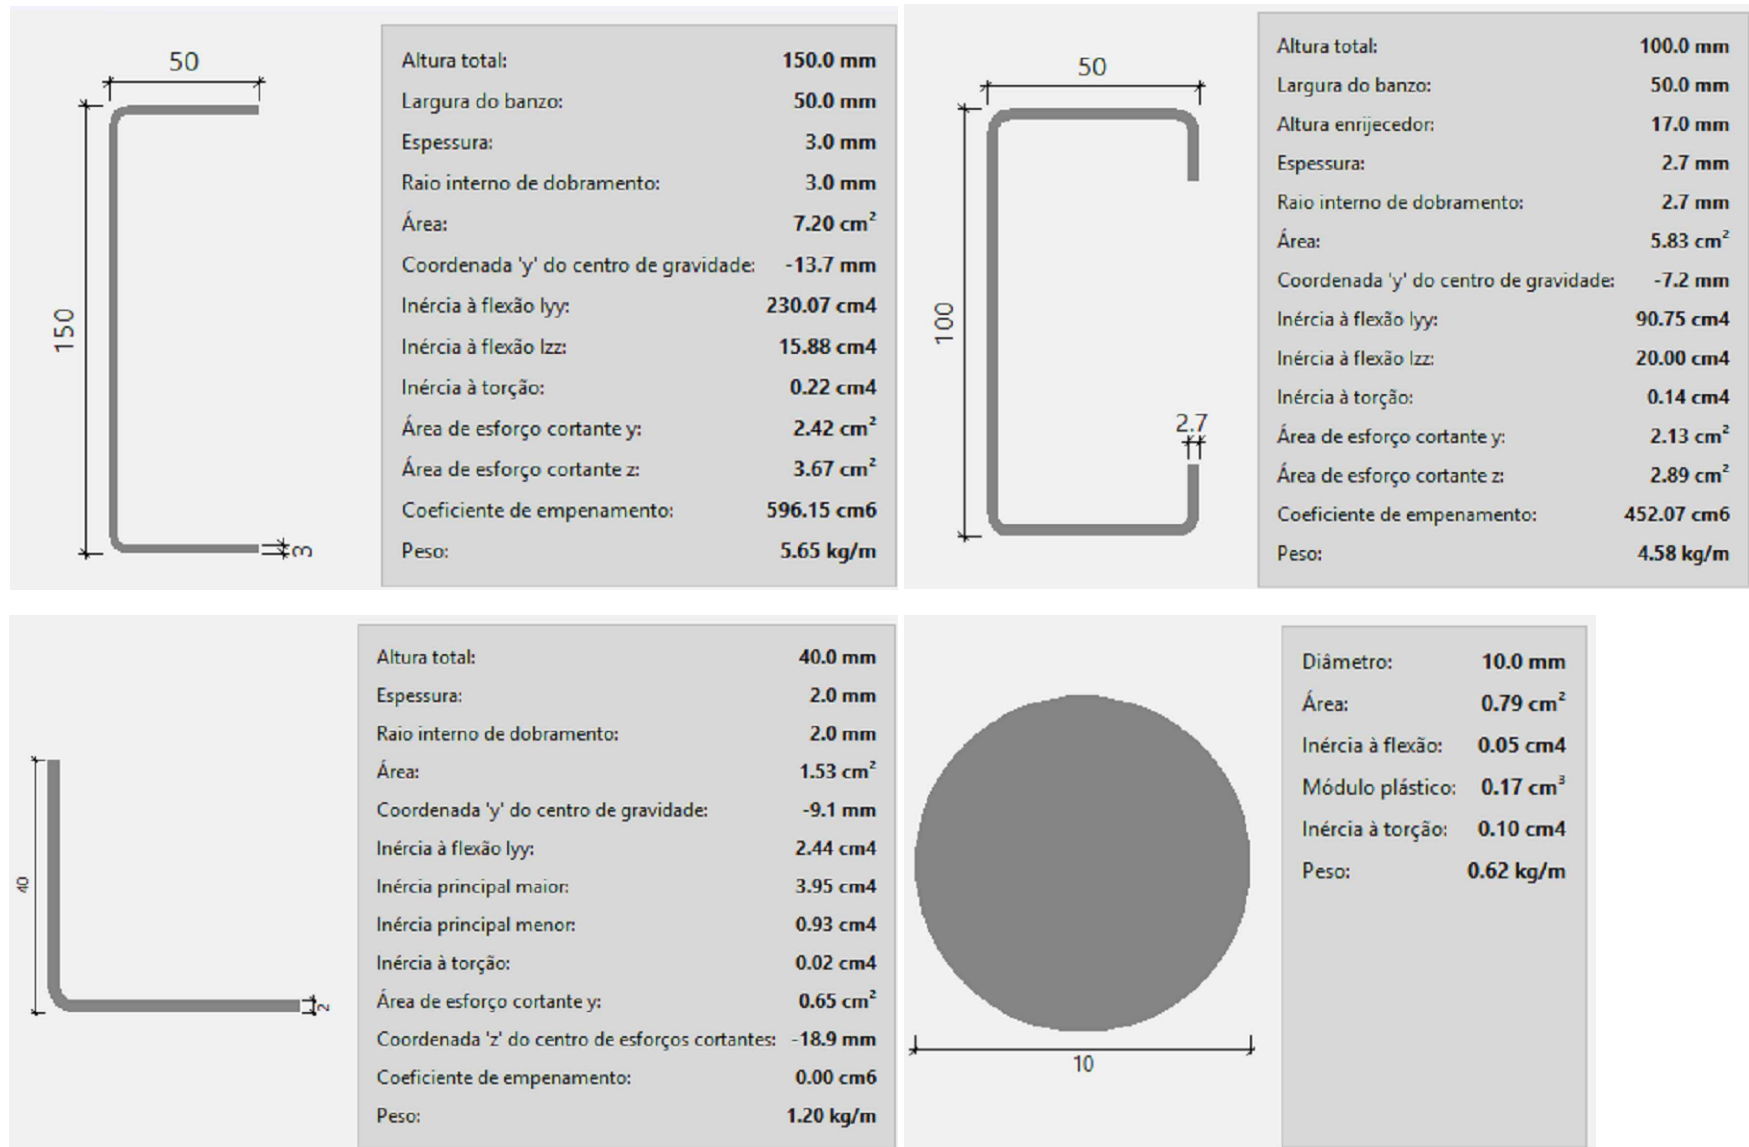 50
150
3
Altura total: 150.0 mm
Largura do banzo: 50.0 mm
Espessura: 3.0 mm
Raio interno de dobramento: 3.0 mm
Área: 7.20 cm²
Coordenada 'y' do centro de gravidade: -13.7 mm
Inércia à flexão Iyy: 230.07 cm4
Inércia à flexão Izz: 15.88 cm4
Inércia à torção: 0.22 cm4
Área de esforço cortante y: 2.42 cm²
Área de esforço cortante z: 3.67 cm²
Coeficiente de empenamento: 596.15 cm6
Peso: 5.65 kg/m
50
100
2.7
Altura total: 100.0 mm
Largura do banzo: 50.0 mm
Altura enrijecedor: 17.0 mm
Espessura: 2.7 mm
Raio interno de dobramento: 2.7 mm
Área: 5.83 cm²
Coordenada 'y' do centro de gravidade: -7.2 mm
Inércia à flexão Iyy: 90.75 cm4
Inércia à flexão Izz: 20.00 cm4
Inércia à torção: 0.14 cm4
Área de esforço cortante y: 2.13 cm²
Área de esforço cortante z: 2.89 cm²
Coeficiente de empenamento: 452.07 cm6
Peso: 4.58 kg/m
40
2
Altura total: 40.0 mm
Espessura: 2.0 mm
Raio interno de dobramento: 2.0 mm
Área: 1.53 cm²
Coordenada 'y' do centro de gravidade: -9.1 mm
Inércia à flexão Iyy: 2.44 cm4
Inércia principal maior: 3.95 cm4
Inércia principal menor: 0.93 cm4
Inércia à torção: 0.02 cm4
Área de esforço cortante y: 0.65 cm²
Coordenada 'z' do centro de esforços cortantes: -18.9 mm
Coeficiente de empenamento: 0.00 cm6
Peso: 1.20 kg/m
10
Diâmetro: 10.0 mm
Área: 0.79 cm²
Inércia à flexão: 0.05 cm4
Módulo plástico: 0.17 cm³
Inércia à torção: 0.10 cm4
Peso: 0.62 kg/m